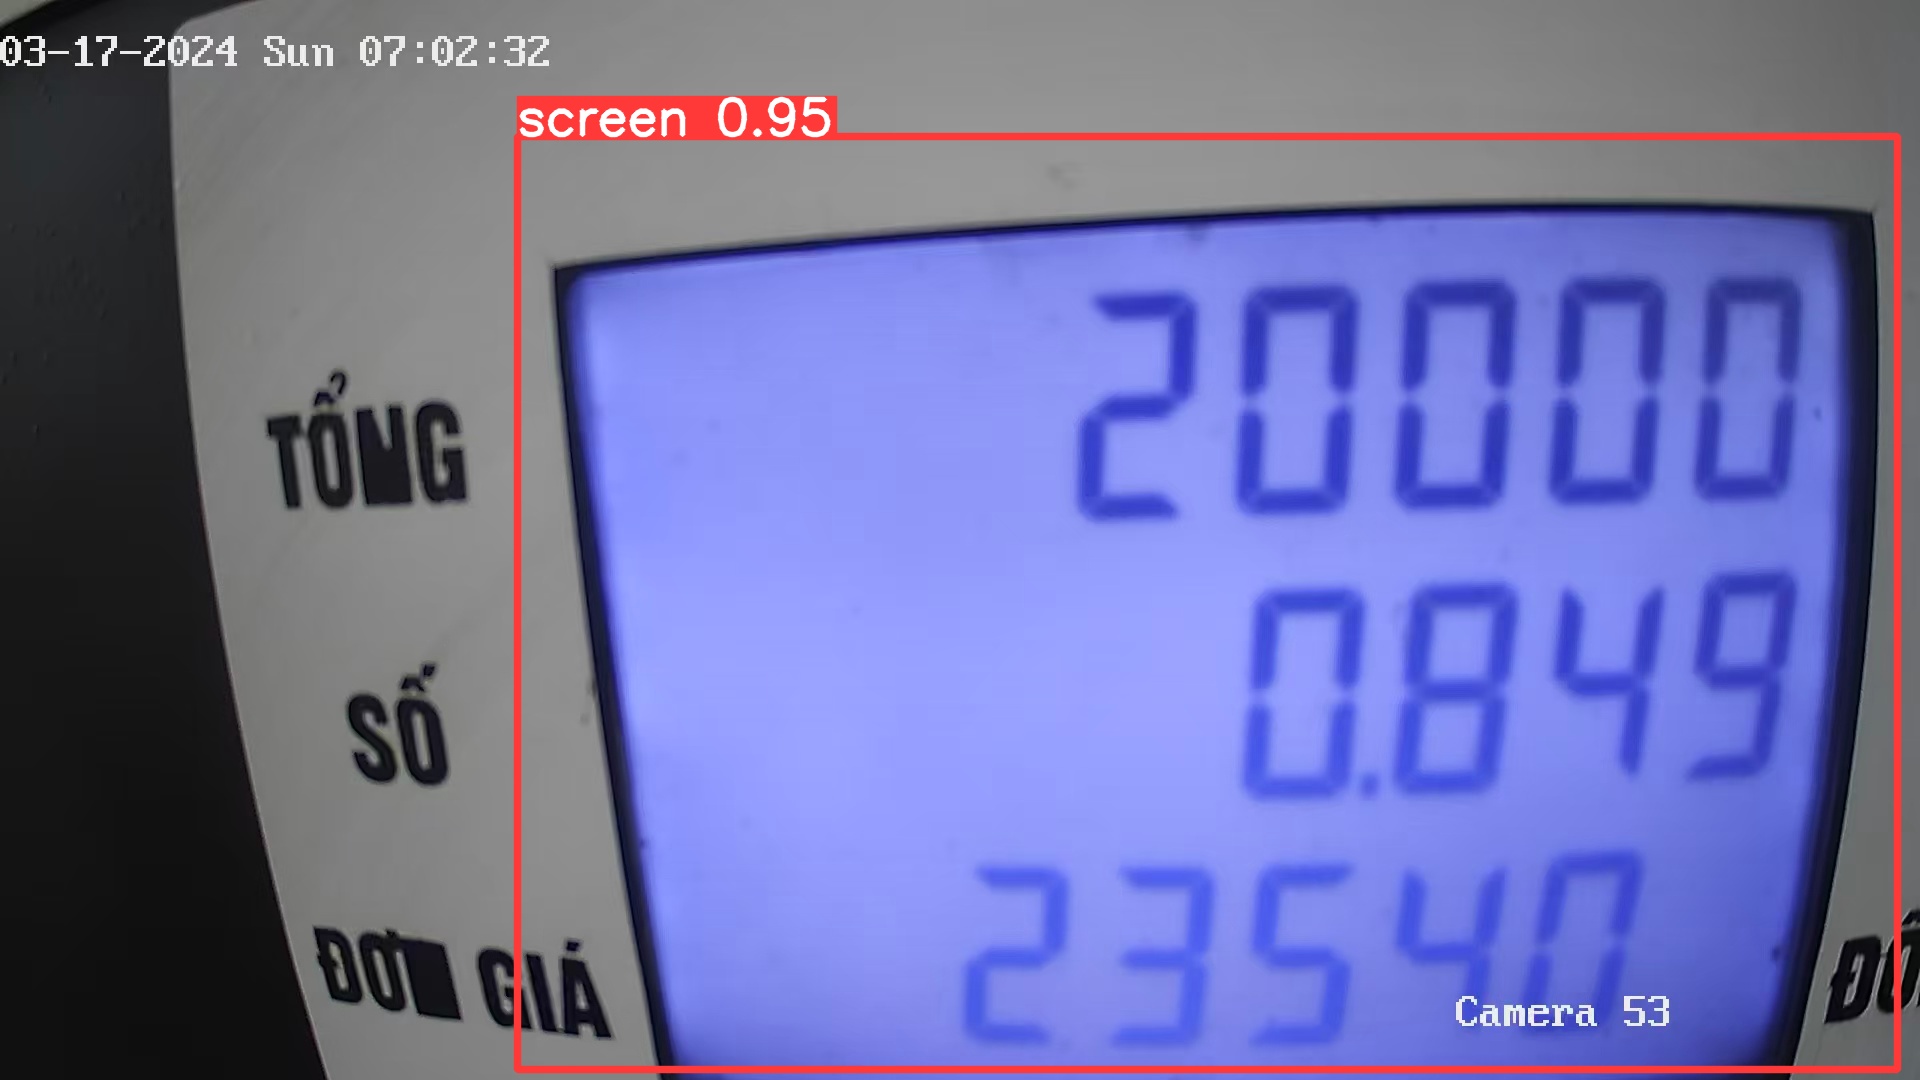 03-17-2024 Sun 07:02:32
screen 0.95
TỔNG 20000
SỐ 0.849
ĐƠN GIÁ 23540
Camera 53